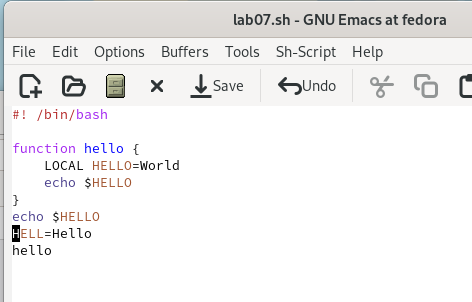 lab07.sh - GNU Emacs at fedora
File Edit Options Buffers Tools Sh-Script Help
Save Undo
#! /bin/bash
function hello {
LOCAL HELLO=World
echo $HELLO
}
echo $HELLO
HELL=Hello
hello